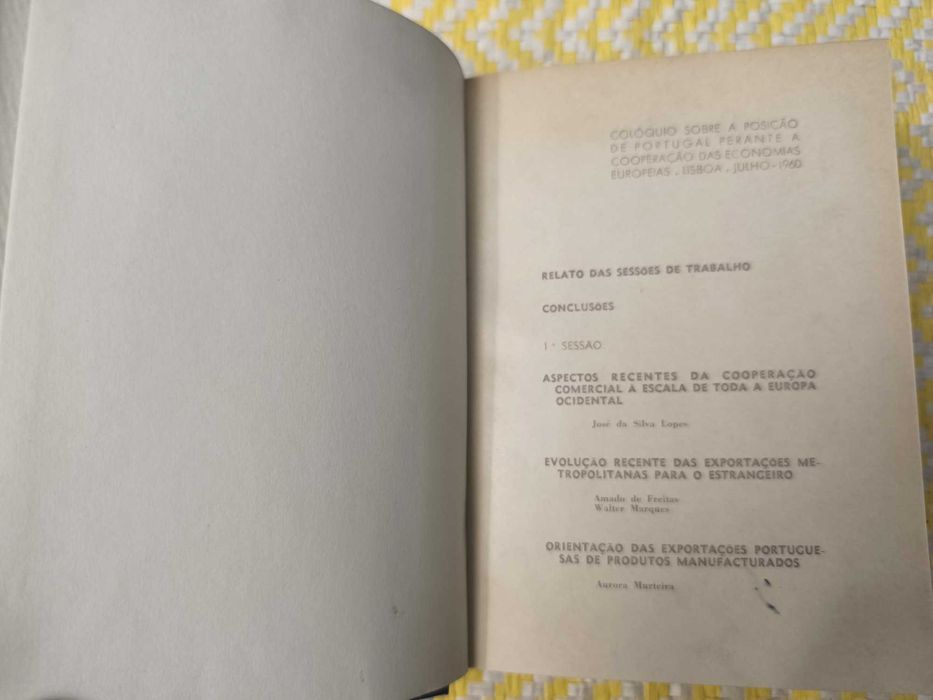 COLÓQUIO SOBRE A POSIÇÃO
DE PORTUGAL PERANTE A
COOPERAÇÃO DAS ECONOMIAS
EUROPEIAS . LISBOA . JULHO-1960
RELATO DAS SESSÕES DE TRABALHO
CONCLUSÕES
1ª SESSÃO
ASPECTOS RECENTES DA COOPERAÇÃO
COMERCIAL À ESCALA DE TODA A EUROPA
OCIDENTAL
José da Silva Lopes
EVOLUÇÃO RECENTE DAS EXPORTAÇÕES ME-
TROPOLITANAS PARA O ESTRANGEIRO
Amado de Freitas
Walter Marques
ORIENTAÇÃO DAS EXPORTAÇÕES PORTUGUE-
SAS DE PRODUTOS MANUFACTURADOS
Aurora Murteira